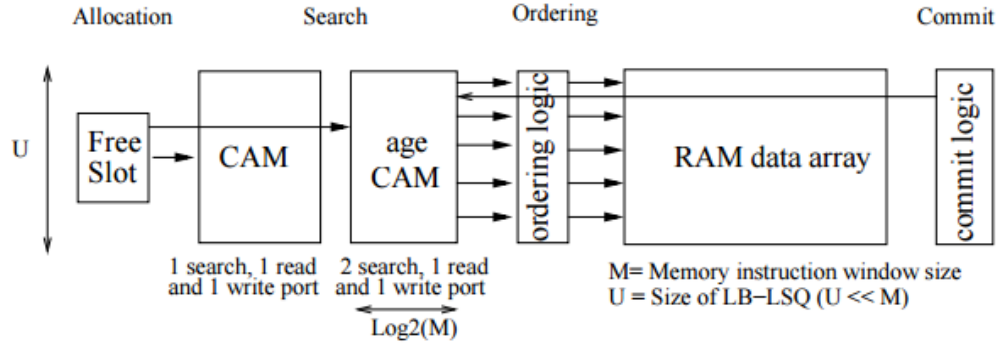 Allocation
Search
Ordering
Commit
U
Free
Slot
CAM
age
CAM
ordering logic
RAM data array
commit logic
1 search, 1 read
and 1 write port
2 search, 1 read
and 1 write port
Log2(M)
M= Memory instruction window size
U = Size of LB−LSQ (U << M)